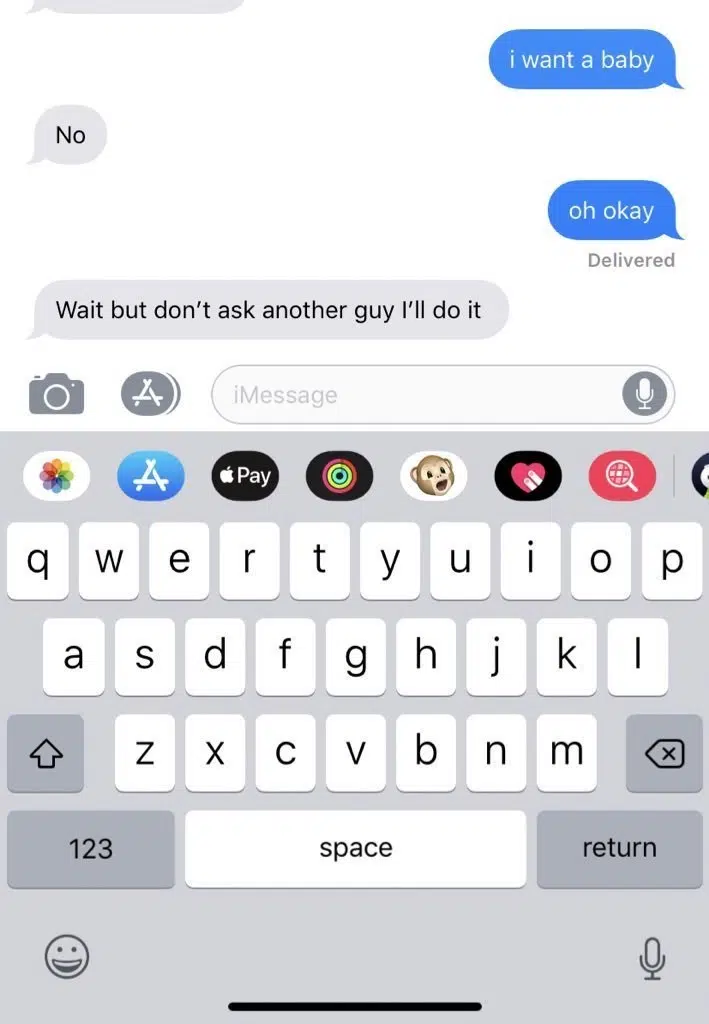 i want a baby
No
oh okay
Delivered
Wait but don’t ask another guy I’ll do it
iMessage
Pay
q w e r t y u i o p
a s d f g h j k l
z x c v b n m
123 space return